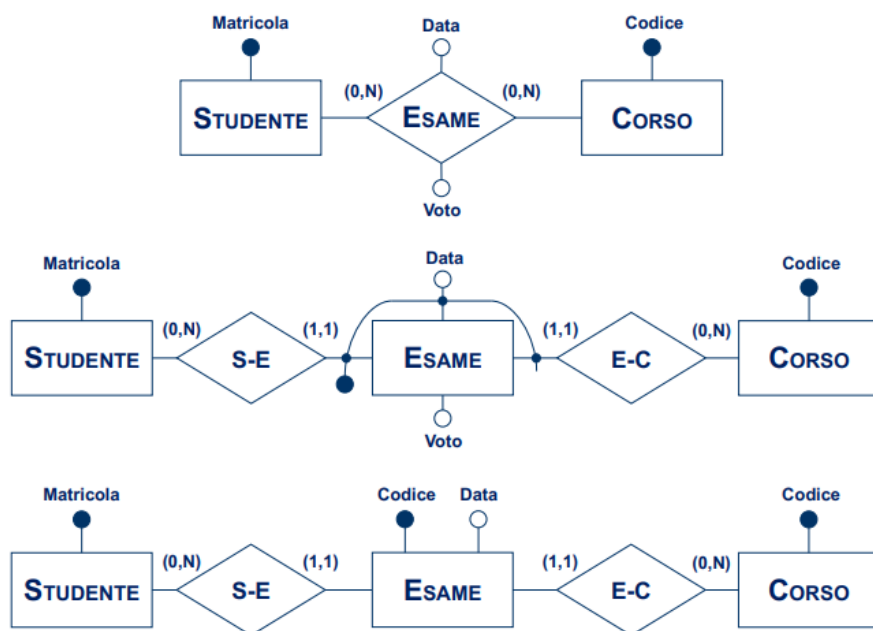 Matricola Data Codice
(0,N) (0,N)
STUDENTE ESAME CORSO
Voto
Matricola Data Codice
(0,N) (1,1) (1,1) (0,N)
STUDENTE S-E ESAME E-C CORSO
Voto
Matricola Codice Data Codice
(0,N) (1,1) (1,1) (0,N)
STUDENTE S-E ESAME E-C CORSO